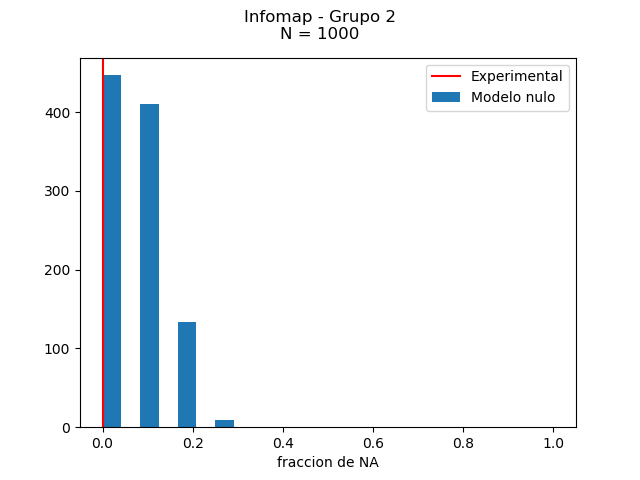 Infomap - Grupo 2
N = 1000
Experimental
Modelo nulo
400
300
200
100
0
0.0 0.2 0.4 0.6 0.8 1.0
fraccion de NA